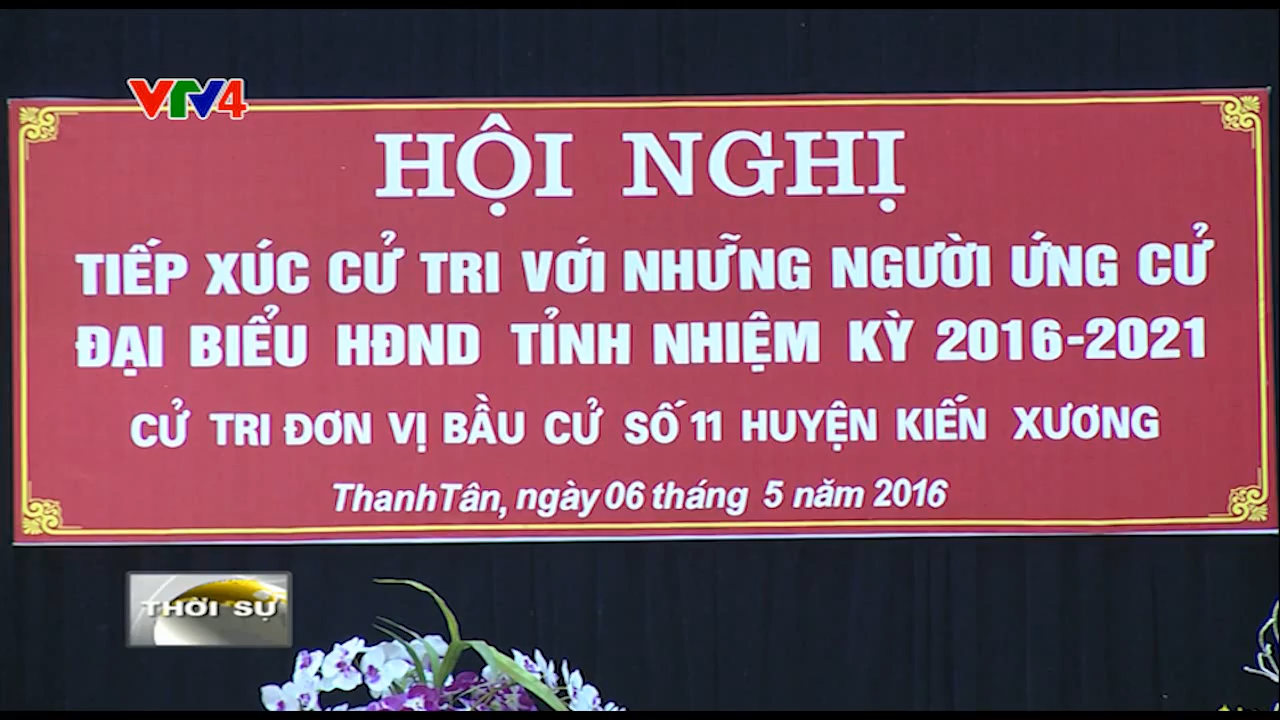 VTV4
HỘI NGHỊ
TIẾP XÚC CỬ TRI VỚI NHỮNG NGƯỜI ỨNG CỬ
ĐẠI BIỂU HĐND TỈNH NHIỆM KỲ 2016-2021
CỬ TRI ĐƠN VỊ BẦU CỬ SỐ 11 HUYỆN KIẾN XƯƠNG
Thanh Tân, ngày 06 tháng 5 năm 2016
THỜI SỰ